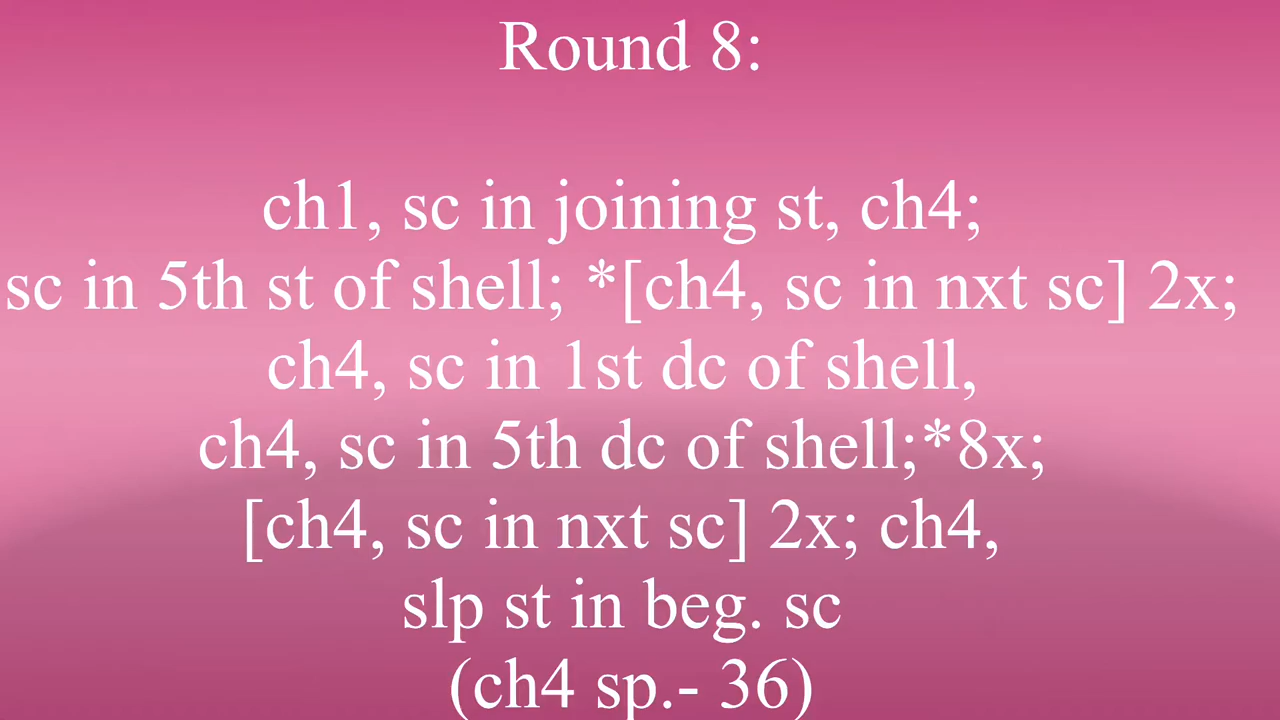 Round 8:
ch1, sc in joining st, ch4;
sc in 5th st of shell; *[ch4, sc in nxt sc] 2x;
ch4, sc in 1st dc of shell,
ch4, sc in 5th dc of shell;*8x;
[ch4, sc in nxt sc] 2x; ch4,
slp st in beg. sc
(ch4 sp.- 36)